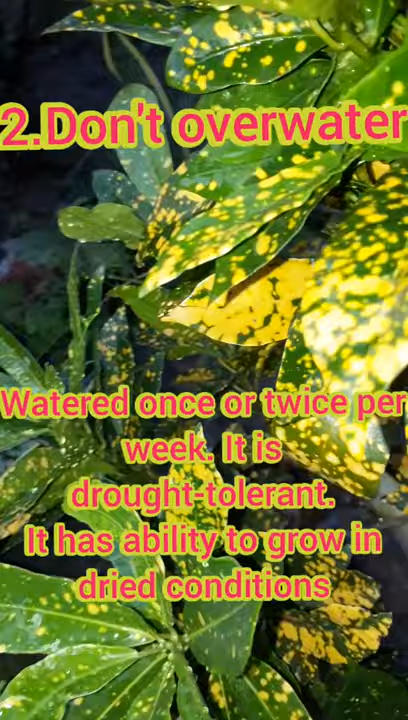 2.Don't overwater
Watered once or twice per
week. It is
drought-tolerant.
It has ability to grow in
dried conditions